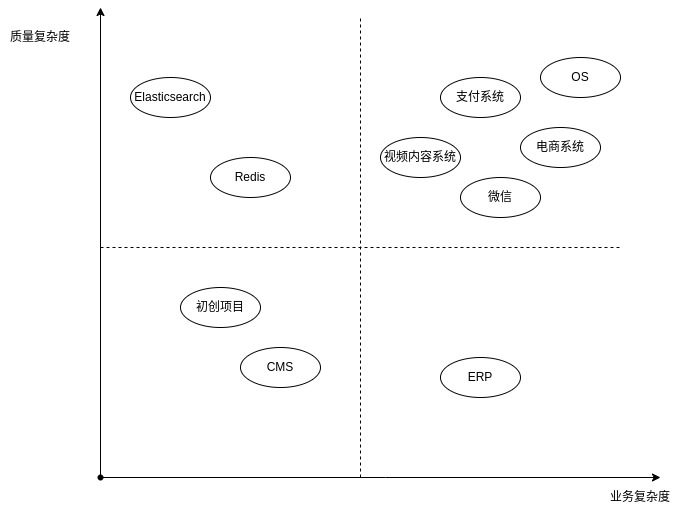 质量复杂度
OS
Elasticsearch
支付系统
电商系统
视频内容系统
Redis
微信
初创项目
CMS
ERP
业务复杂度